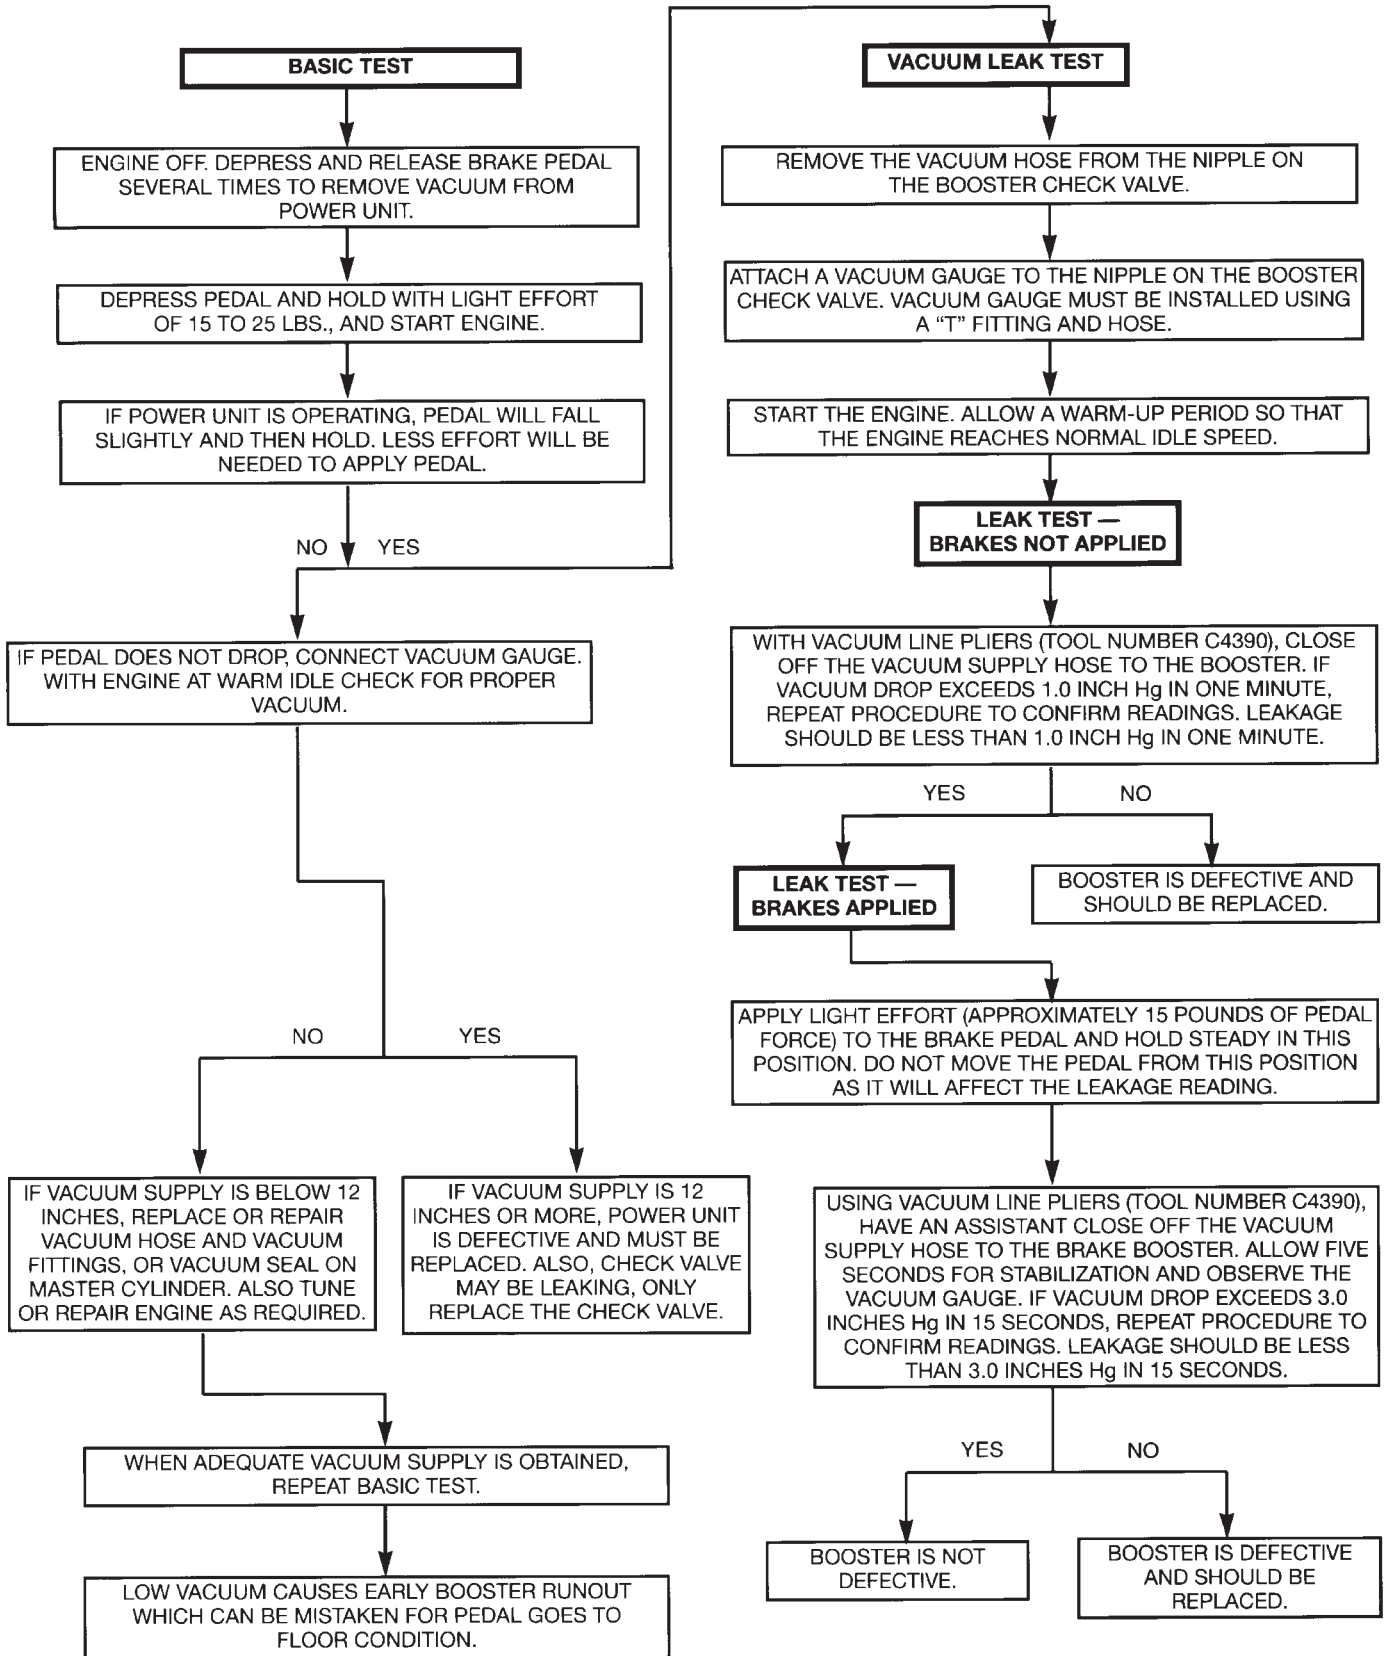 BASIC TEST
ENGINE OFF. DEPRESS AND RELEASE BRAKE PEDAL
SEVERAL TIMES TO REMOVE VACUUM FROM
POWER UNIT.
DEPRESS PEDAL AND HOLD WITH LIGHT EFFORT
OF 15 TO 25 LBS., AND START ENGINE.
IF POWER UNIT IS OPERATING, PEDAL WILL FALL
SLIGHTLY AND THEN HOLD. LESS EFFORT WILL BE
NEEDED TO APPLY PEDAL.
NO YES
IF PEDAL DOES NOT DROP, CONNECT VACUUM GAUGE.
WITH ENGINE AT WARM IDLE CHECK FOR PROPER
VACUUM.
NO YES
IF VACUUM SUPPLY IS BELOW 12
INCHES, REPLACE OR REPAIR
VACUUM HOSE AND VACUUM
FITTINGS, OR VACUUM SEAL ON
MASTER CYLINDER. ALSO TUNE
OR REPAIR ENGINE AS REQUIRED.
IF VACUUM SUPPLY IS 12
INCHES OR MORE, POWER UNIT
IS DEFECTIVE AND MUST BE
REPLACED. ALSO, CHECK VALVE
MAY BE LEAKING, ONLY
REPLACE THE CHECK VALVE.
WHEN ADEQUATE VACUUM SUPPLY IS OBTAINED,
REPEAT BASIC TEST.
LOW VACUUM CAUSES EARLY BOOSTER RUNOUT
WHICH CAN BE MISTAKEN FOR PEDAL GOES TO
FLOOR CONDITION.
VACUUM LEAK TEST
REMOVE THE VACUUM HOSE FROM THE NIPPLE ON
THE BOOSTER CHECK VALVE.
ATTACH A VACUUM GAUGE TO THE NIPPLE ON THE BOOSTER
CHECK VALVE. VACUUM GAUGE MUST BE INSTALLED USING
A “T” FITTING AND HOSE.
START THE ENGINE. ALLOW A WARM-UP PERIOD SO THAT
THE ENGINE REACHES NORMAL IDLE SPEED.
LEAK TEST —
BRAKES NOT APPLIED
WITH VACUUM LINE PLIERS (TOOL NUMBER C4390), CLOSE
OFF THE VACUUM SUPPLY HOSE TO THE BOOSTER. IF
VACUUM DROP EXCEEDS 1.0 INCH Hg IN ONE MINUTE,
REPEAT PROCEDURE TO CONFIRM READINGS. LEAKAGE
SHOULD BE LESS THAN 1.0 INCH Hg IN ONE MINUTE.
YES NO
LEAK TEST —
BRAKES APPLIED
BOOSTER IS DEFECTIVE AND
SHOULD BE REPLACED.
APPLY LIGHT EFFORT (APPROXIMATELY 15 POUNDS OF PEDAL
FORCE) TO THE BRAKE PEDAL AND HOLD STEADY IN THIS
POSITION. DO NOT MOVE THE PEDAL FROM THIS POSITION
AS IT WILL AFFECT THE LEAKAGE READING.
USING VACUUM LINE PLIERS (TOOL NUMBER C4390),
HAVE AN ASSISTANT CLOSE OFF THE VACUUM
SUPPLY HOSE TO THE BRAKE BOOSTER. ALLOW FIVE
SECONDS FOR STABILIZATION AND OBSERVE THE
VACUUM GAUGE. IF VACUUM DROP EXCEEDS 3.0
INCHES Hg IN 15 SECONDS, REPEAT PROCEDURE TO
CONFIRM READINGS. LEAKAGE SHOULD BE LESS
THAN 3.0 INCHES Hg IN 15 SECONDS.
YES NO
BOOSTER IS NOT
DEFECTIVE.
BOOSTER IS DEFECTIVE
AND SHOULD BE
REPLACED.